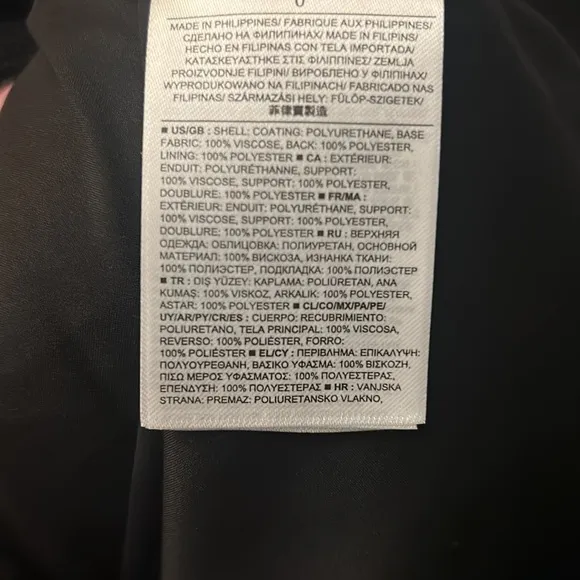 0
MADE IN PHILIPPINES/ FABRIQUE AUX PHILIPPINES/
СДЕЛАНО НА ФИЛИПИНАХ/ MADE IN FILIPINS/
HECHO EN FILIPINAS CON TELA IMPORTADA/
ΚΑΤΑΣΚΕΥΑΣΤΗΚΕ ΣΤΙΣ ΦΙΛΙΠΠΙΝΕΣ/ ZEMLJA
PROIZVODNJE FILIPINI/ ВИРОБЛЕНО У ФІЛІППІНИ/
WYPRODUKOWANO NA FILIPINACH/ FABRICADO NAS
FILIPINAS/ SZÁRMAZÁSI HELY: FÜLÖP-SZIGETEK/
菲律賓製造
■ US/GB : SHELL: COATING: POLYURETHANE, BASE
FABRIC: 100% VISCOSE, BACK: 100% POLYESTER,
LINING: 100% POLYESTER ■ CA : EXTÉRIEUR:
ENDUIT: POLYURÉTHANNE, SUPPORT:
100% VISCOSE, SUPPORT: 100% POLYESTER,
DOUBLURE: 100% POLYESTER ■ FR/MA :
EXTÉRIEUR: ENDUIT: POLYURÉTHANE, SUPPORT:
100% VISCOSE, SUPPORT: 100% POLYESTER,
DOUBLURE: 100% POLYESTER ■ RU : ВЕРХНЯЯ
ОДЕЖДА: ОБЛИЦОВКА: ПОЛИУРЕТАН, ОСНОВНОЙ
МАТЕРИАЛ: 100% ВИСКОЗА, ИЗНАНКА ТКАНИ:
100% ПОЛИЭСТЕР, ПОДКЛАДКА: 100% ПОЛИЭСТЕР
■ TR : DIŞ YÜZEY: KAPLAMA: POLİÜRETAN, ANA
KUMAŞ: 100% VİSKOZ, ARKALIK: 100% POLYESTER,
ASTAR: 100% POLYESTER ■ CL/CO/MX/PA/PE/
UY/AR/PY/CR/ES : CUERPO: RECUBRIMIENTO:
POLIURETANO, TELA PRINCIPAL: 100% VISCOSA,
REVERSO: 100% POLIÉSTER, FORRO:
100% POLIÉSTER ■ EL/CY : ΠΕΡΙΒΛΗΜΑ: ΕΠΙΚΑΛΥΨΗ:
ΠΟΛΥΟΥΡΕΘΑΝΗ, ΒΑΣΙΚΟ ΥΦΑΣΜΑ: 100% ΒΙΣΚΟΖΗ,
ΠΙΣΩ ΜΕΡΟΣ ΥΦΑΣΜΑΤΟΣ: 100% ΠΟΛΥΕΣΤΕΡΑΣ,
ΕΠΕΝΔΥΣΗ: 100% ΠΟΛΥΕΣΤΕΡΑΣ ■ HR : VANJSKA
STRANA: PREMAZ: POLIURETANSKO VLAKNO,